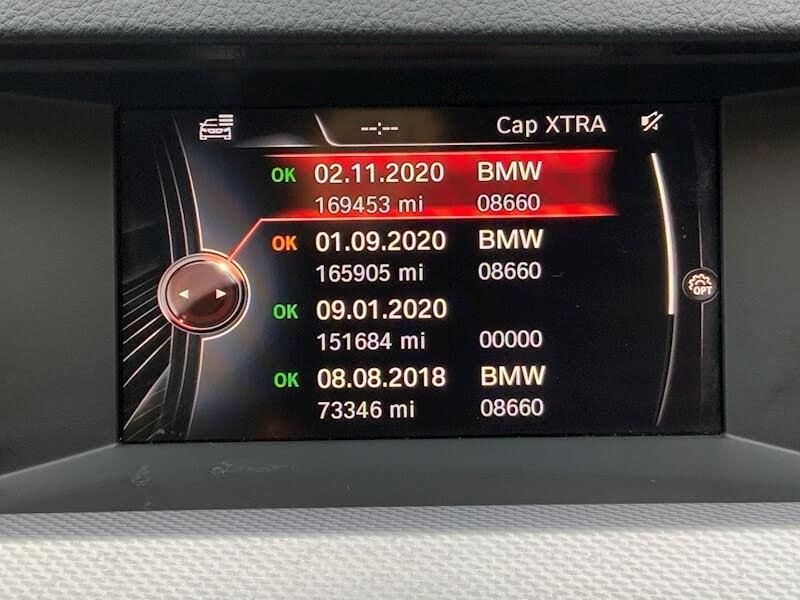 --:-- Cap XTRA
OK 02.11.2020 BMW
169453 mi 08660
OK 01.09.2020 BMW
165905 mi 08660
OK 09.01.2020
151684 mi 00000
OK 08.08.2018 BMW
73346 mi 08660
OPT